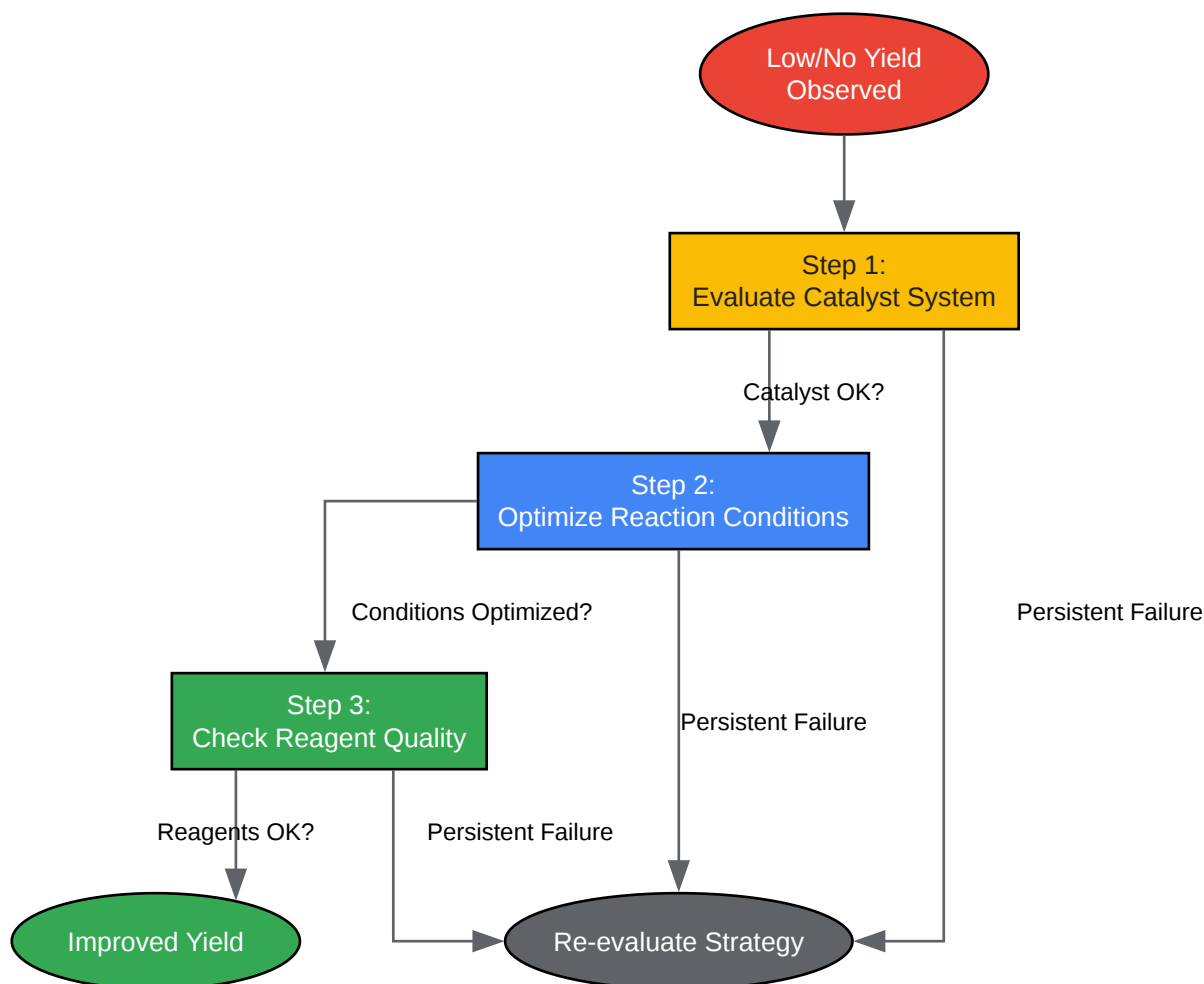 Low/No Yield
Observed
Step 1:
Evaluate Catalyst System
Catalyst OK?
Step 2:
Optimize Reaction Conditions
Conditions Optimized?
Persistent Failure
Step 3:
Check Reagent Quality
Persistent Failure
Reagents OK?
Persistent Failure
Improved Yield
Re-evaluate Strategy